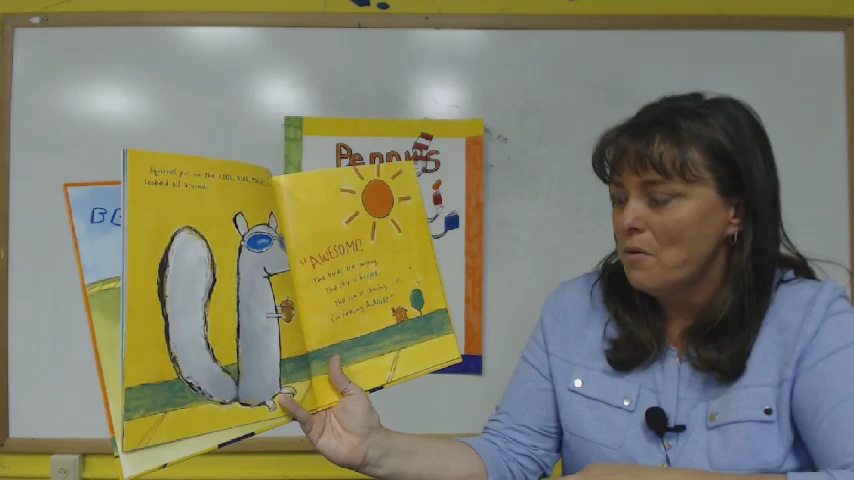 Squirrel put on the COOL, BLUE, MAGIC
looked all around.
"AWESOME!
The birds are singing.
The sky is bright.
The sun is shining.
I'm feeling ALRIGHT!"
Penny's
BE